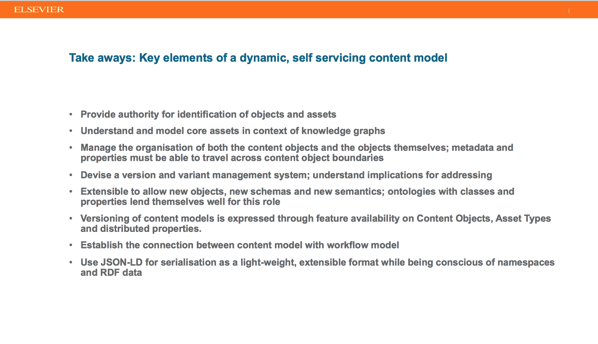 ELSEVIER
Take aways: Key elements of a dynamic, self servicing content model
• Provide authority for identification of objects and assets
• Understand and model core assets in context of knowledge graphs
• Manage the organisation of both the content objects and the objects themselves; metadata and
properties must be able to travel across content object boundaries
• Devise a version and variant management system; understand implications for addressing
• Extensible to allow new objects, new schemas and new semantics; ontologies with classes and
properties lend themselves well for this role
• Versioning of content models is expressed through feature availability on Content Objects, Asset Types
and distributed properties.
• Establish the connection between content model with workflow model
• Use JSON-LD for serialisation as a light-weight, extensible format while being conscious of namespaces
and RDF data